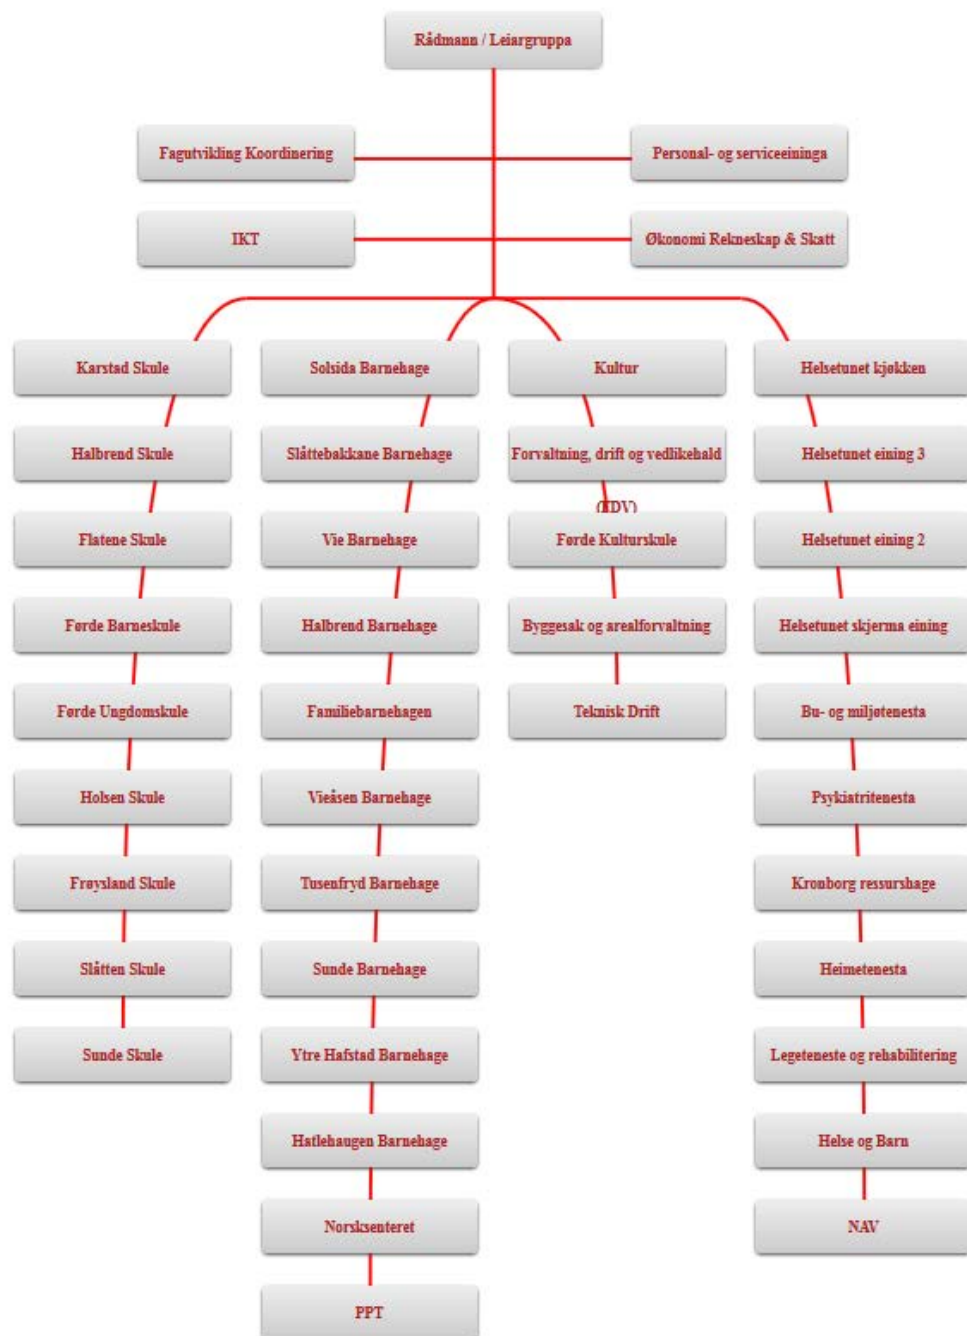 Rådmann / Leiargruppa
Fagutvikling Koordinering
Personal- og serviceeininga
IKT
Økonomi Rekneskap & Skatt
Karstad Skule
Solsida Barnehage
Kultur
Helsetunet kjøkken
Halbrend Skule
Slåttebakkane Barnehage
Forvaltning, drift og vedlikehald
Helsetunet eining 3
Flatene Skule
Vie Barnehage
Førde Kulturskule
Helsetunet eining 2
Førde Barneskule
Halbrend Barnehage
Byggesak og arealforvaltning
Helsetunet skjerma eining
Førde Ungdomskule
Familiebarnehagen
Teknisk Drift
Bu- og miljøtenesta
Holsen Skule
Vieåsen Barnehage
Psykiatritenesta
Frøysland Skule
Tusenfryd Barnehage
Kronborg ressurshage
Slåtten Skule
Sunde Barnehage
Heimetenesta
Sunde Skule
Ytre Hafstad Barnehage
Legeteneste og rehabilitering
Hatlehaugen Barnehage
Helse og Barn
Norsksenteret
NAV
PPT